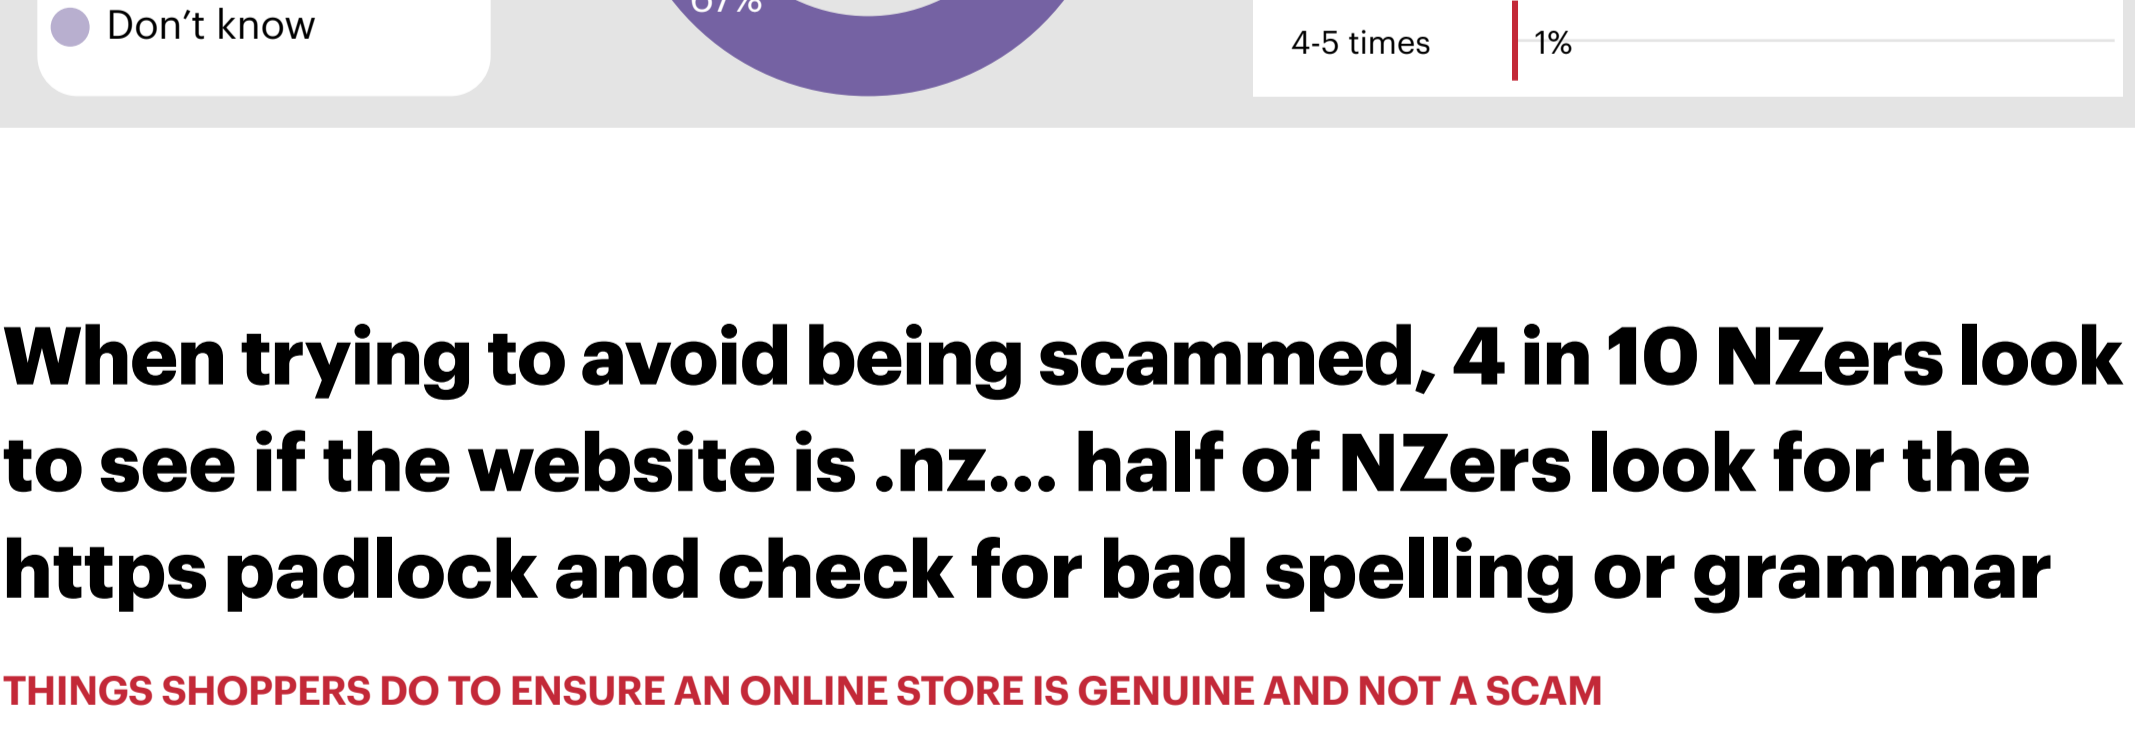 Don't know
67%
4-5 times 1%
When trying to avoid being scammed, 4 in 10 NZers look
to see if the website is .nz... half of NZers look for the
https padlock and check for bad spelling or grammar
THINGS SHOPPERS DO TO ENSURE AN ONLINE STORE IS GENUINE AND NOT A SCAM